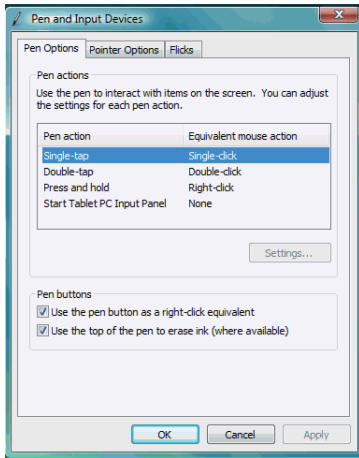 Pen and Input Devices
Pen Options Pointer Options Flicks
Pen actions
Use the pen to interact with items on the screen. You can adjust
the settings for each pen action.
Pen action Equivalent mouse action
Single-tap Single-click
Double-tap Double-click
Press and hold Right-click
Start Tablet PC Input Panel None
Settings...
Pen buttons
Use the pen button as a right-click equivalent
Use the top of the pen to erase ink (where available)
OK Cancel Apply